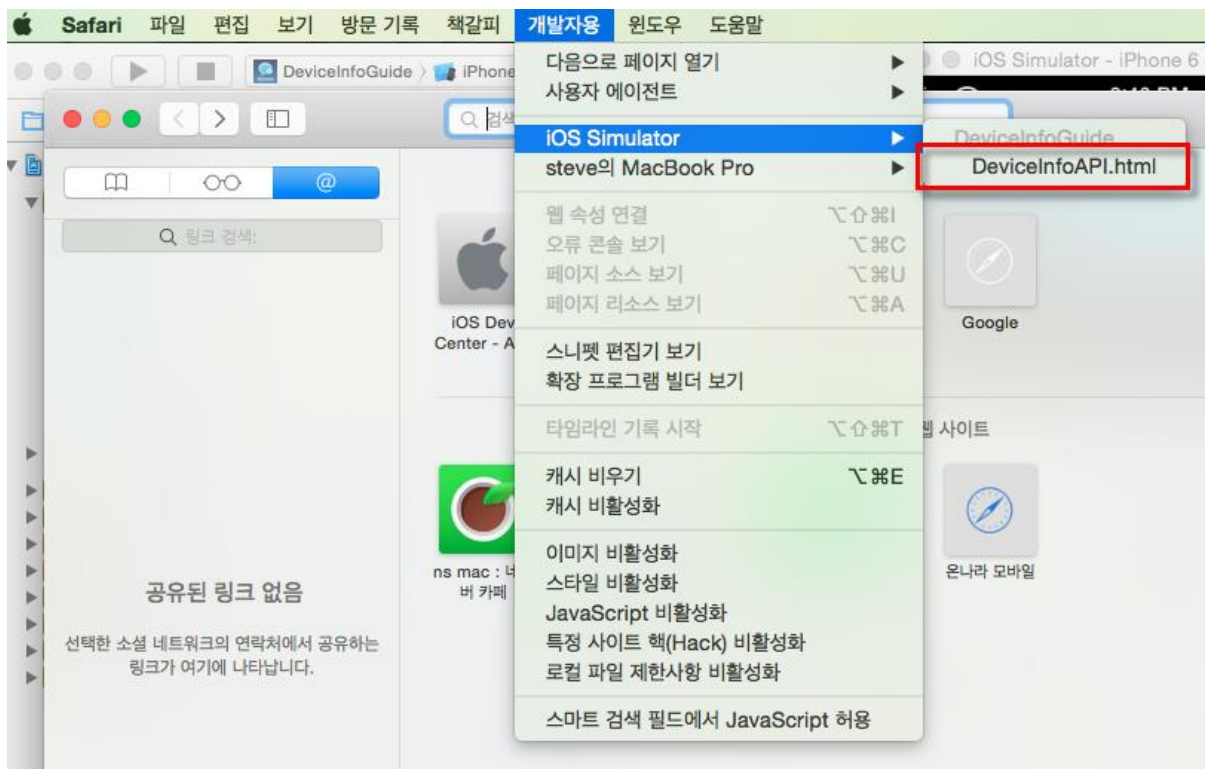 Safari 파일 편집 보기 방문 기록 책갈피 개발자용 윈도우 도움말
DeviceInfoGuide iPhone
iOS Simulator - iPhone 6
검색
@
링크 검색:
공유된 링크 없음
선택한 소셜 네트워크의 연락처에서 공유하는
링크가 여기에 나타납니다.
iOS Dev
Center - A
ns mac : 네
버 카페
다음으로 페이지 열기
사용자 에이전트
iOS Simulator
steve의 MacBook Pro
웹 속성 연결 ⌥⇧⌘I
오류 콘솔 보기 ⌥⌘C
페이지 소스 보기 ⌥⌘U
페이지 리소스 보기 ⌥⌘A
스니펫 편집기 보기
확장 프로그램 빌더 보기
타임라인 기록 시작 ⌥⇧⌘T
캐시 비우기 ⌥⌘E
캐시 비활성화
이미지 비활성화
스타일 비활성화
JavaScript 비활성화
특정 사이트 핵(Hack) 비활성화
로컬 파일 제한사항 비활성화
스마트 검색 필드에서 JavaScript 허용
DeviceInfoGuide
DeviceInfoAPI.html
Google
웹 사이트
온나라 모바일